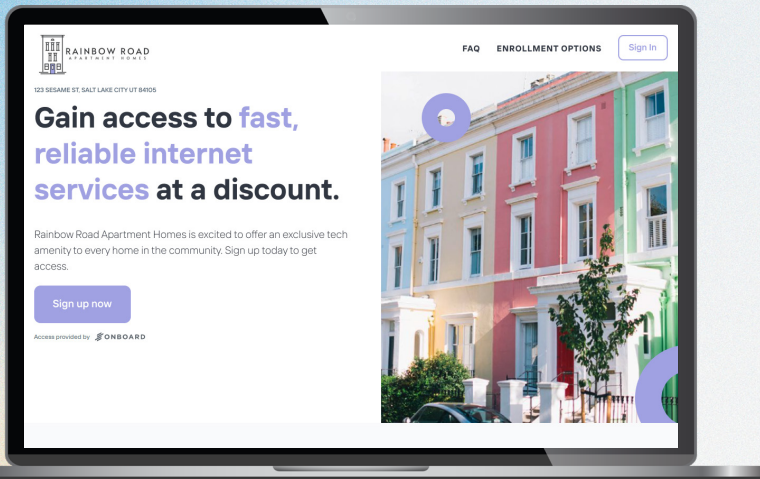 RAINBOW ROAD
APARTMENT HOMES
FAQ
ENROLLMENT OPTIONS
Sign In
123 SESAME ST, SALT LAKE CITY UT 84105
Gain access to fast,
reliable internet
services at a discount.
Rainbow Road Apartment Homes is excited to offer an exclusive tech
amenity to every home in the community. Sign up today to get
access.
Sign up now
Access provided by ONBOARD